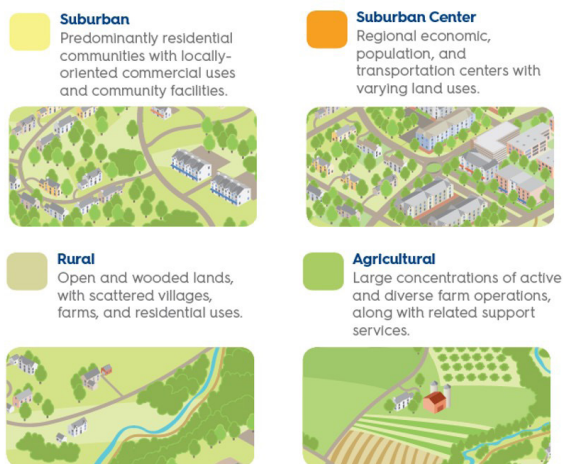 Suburban
Predominantly residential
communities with locally-
oriented commercial uses
and community facilities.
Suburban Center
Regional economic,
population, and
transportation centers with
varying land uses.
Rural
Open and wooded lands,
with scattered villages,
farms, and residential uses.
Agricultural
Large concentrations of active
and diverse farm operations,
along with related support
services.